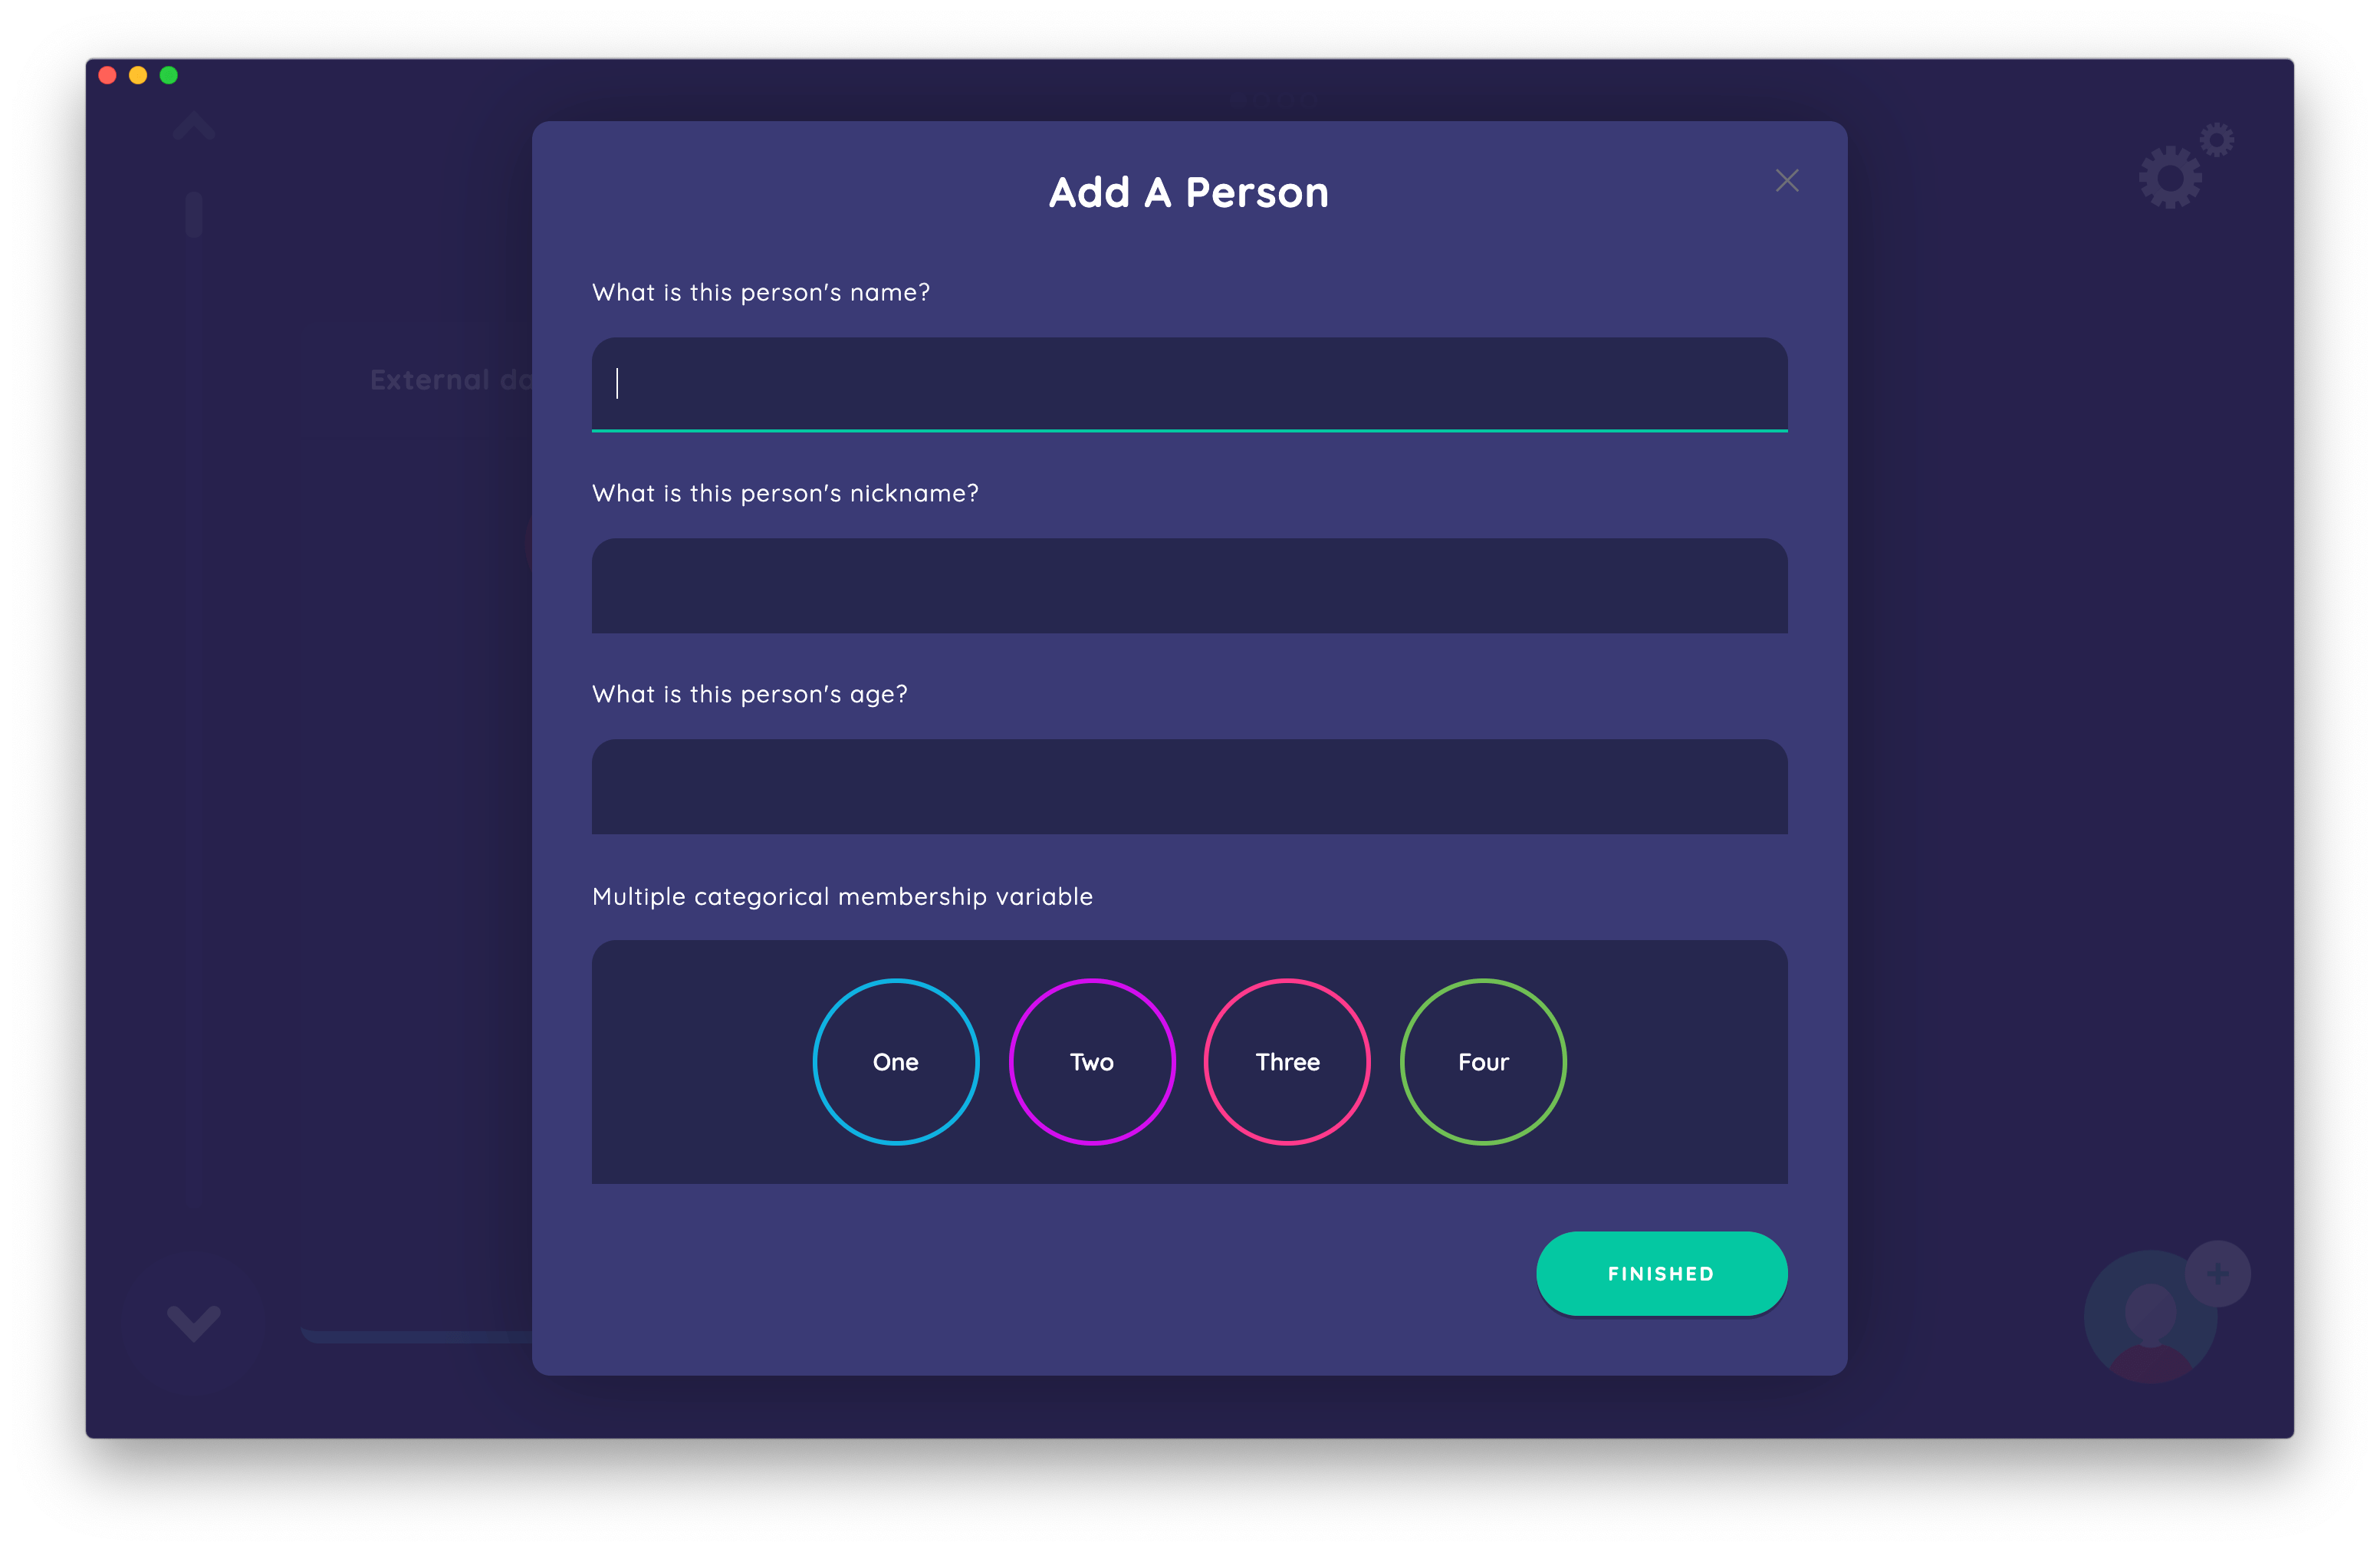 Add A Person
What is this person's name?
External da
What is this person's nickname?
What is this person's age?
Multiple categorical membership variable
One
Two
Three
Four
FINISHED